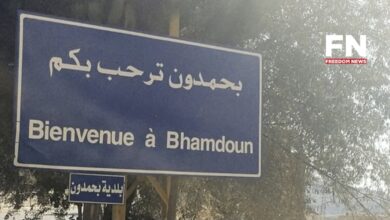 FN
FREEDOM NEWS
بحمدون ترحب بكم
Bienvenue à Bhamdoun
بلدية بحمدون